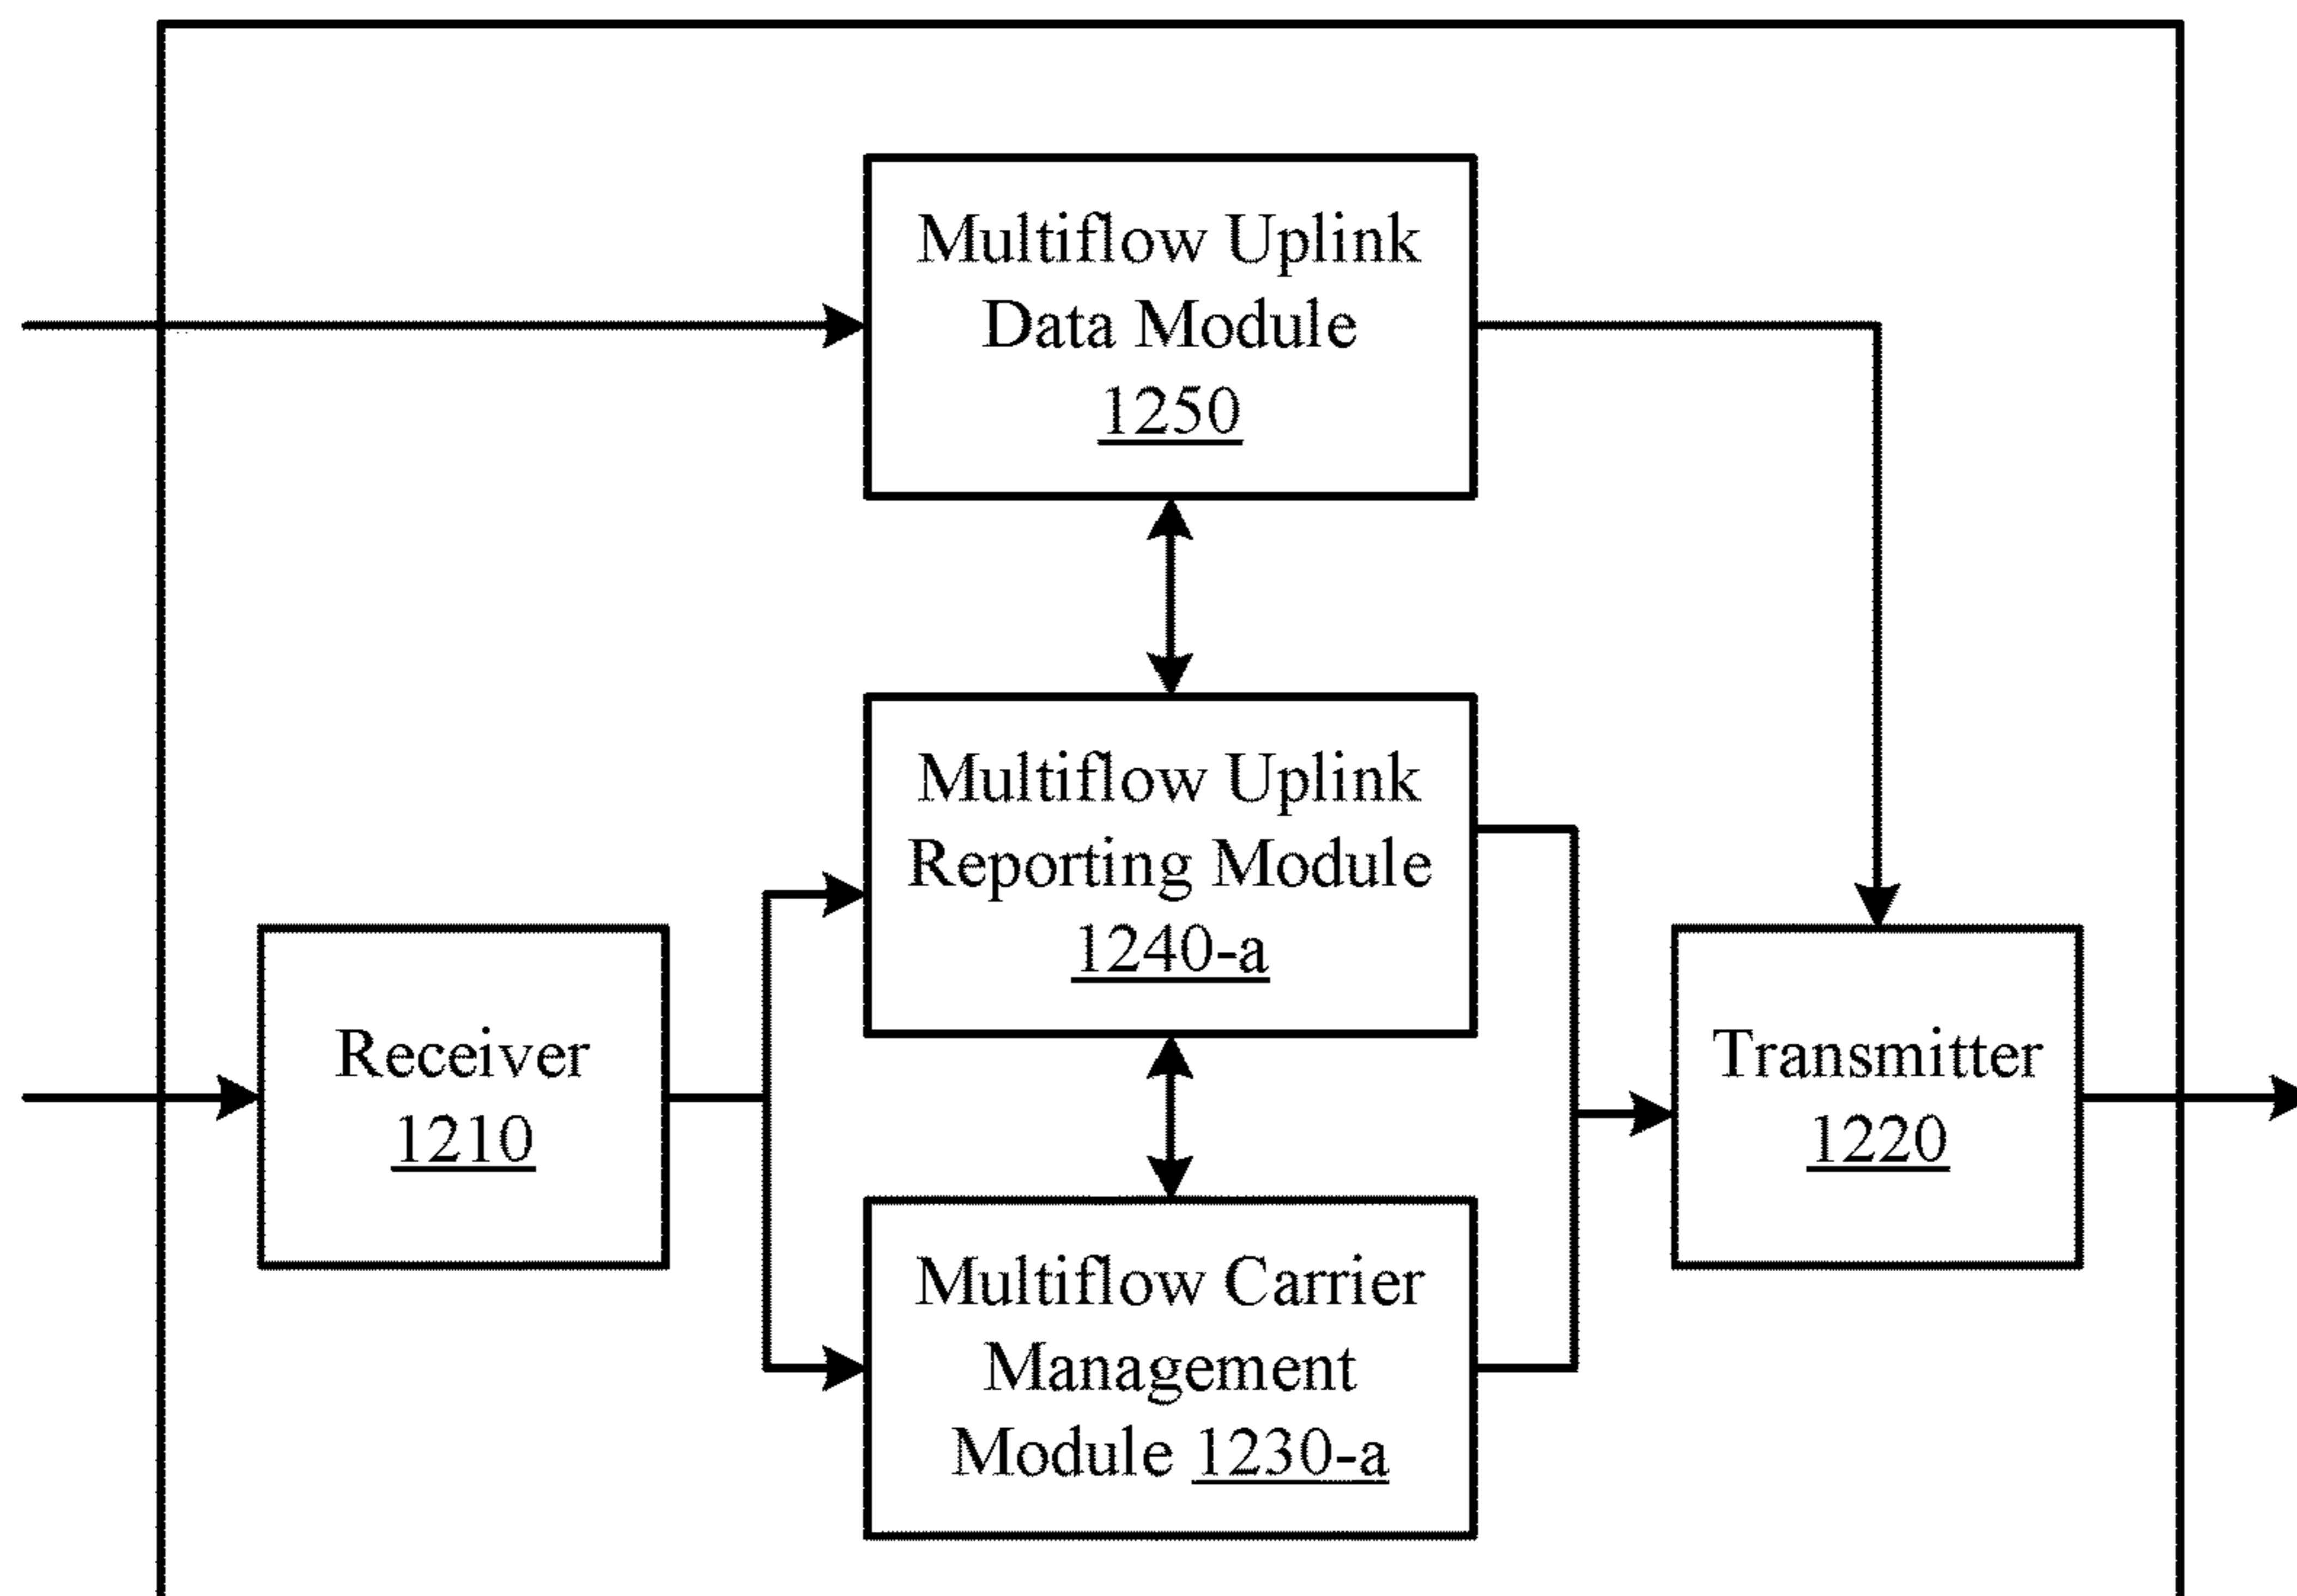 Multiflow Uplink
Data Module
1250
Multiflow Uplink
Reporting Module
1240-a
Receiver
1210
Transmitter
1220
Multiflow Carrier
Management
Module 1230-a